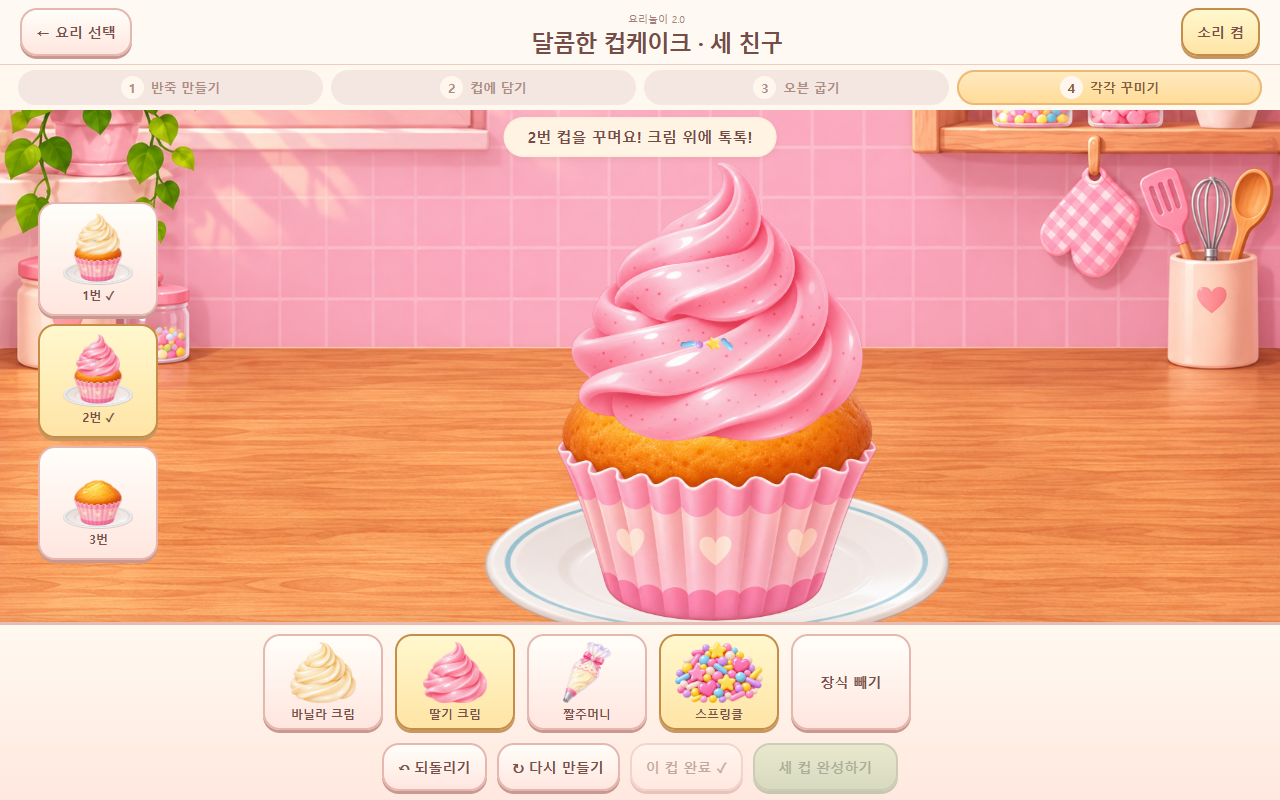 ← 요리 선택
요리놀이 2.0
달콤한 컵케이크 · 세 친구
소리 켬
1 반죽 만들기
2 컵에 담기
3 오븐 굽기
4 각각 꾸미기
2번 컵을 꾸며요! 크림 위에 톡톡!
1번 ✓
2번 ✓
3번
바닐라 크림
딸기 크림
짤주머니
스프링클
장식 빼기
↶ 되돌리기
↻ 다시 만들기
이 컵 완료 ✓
세 컵 완성하기